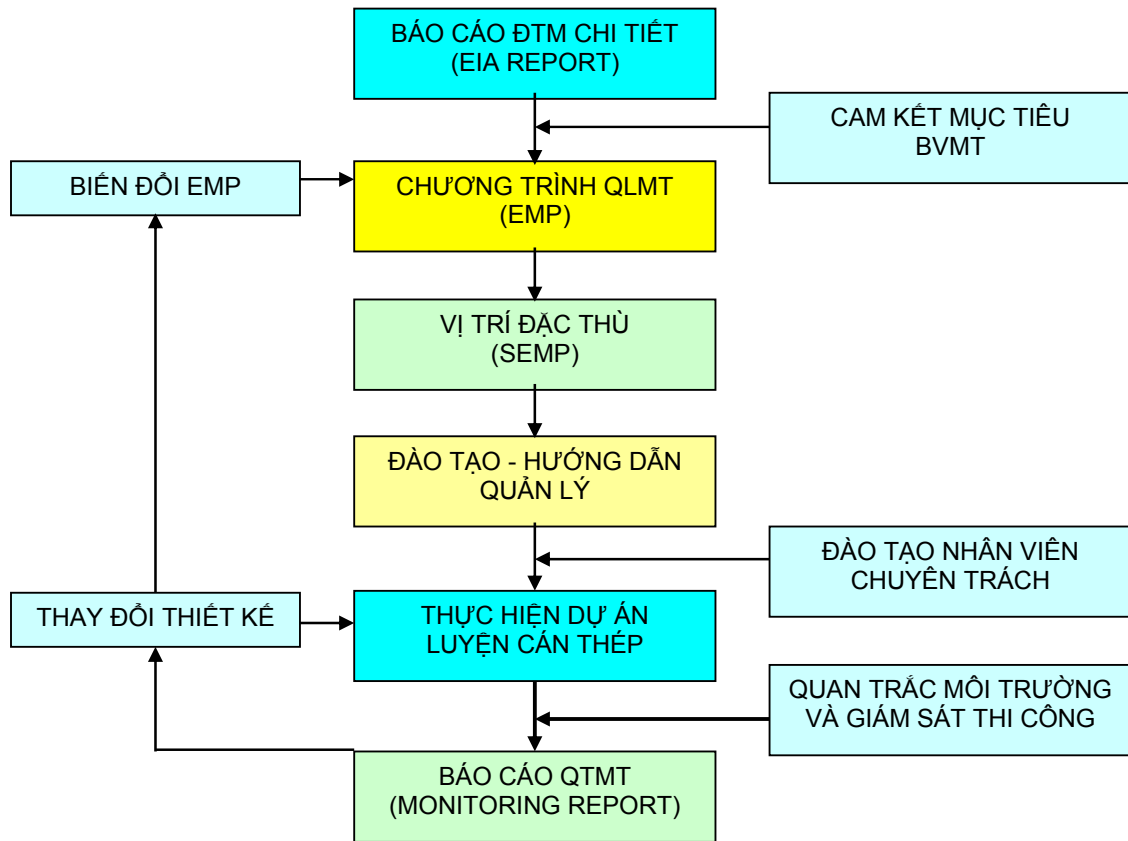 BÁO CÁO ĐTM CHI TIẾT
(EIA REPORT)
CAM KẾT MỤC TIÊU
BVMT
BIẾN ĐỔI EMP
CHƯƠNG TRÌNH QLMT
(EMP)
VỊ TRÍ ĐẶC THÙ
(SEMP)
ĐÀO TẠO - HƯỚNG DẪN
QUẢN LÝ
ĐÀO TẠO NHÂN VIÊN
CHUYÊN TRÁCH
THAY ĐỔI THIẾT KẾ
THỰC HIỆN DỰ ÁN
LUYỆN CÁN THÉP
QUAN TRẮC MÔI TRƯỜNG
VÀ GIÁM SÁT THI CÔNG
BÁO CÁO QTMT
(MONITORING REPORT)